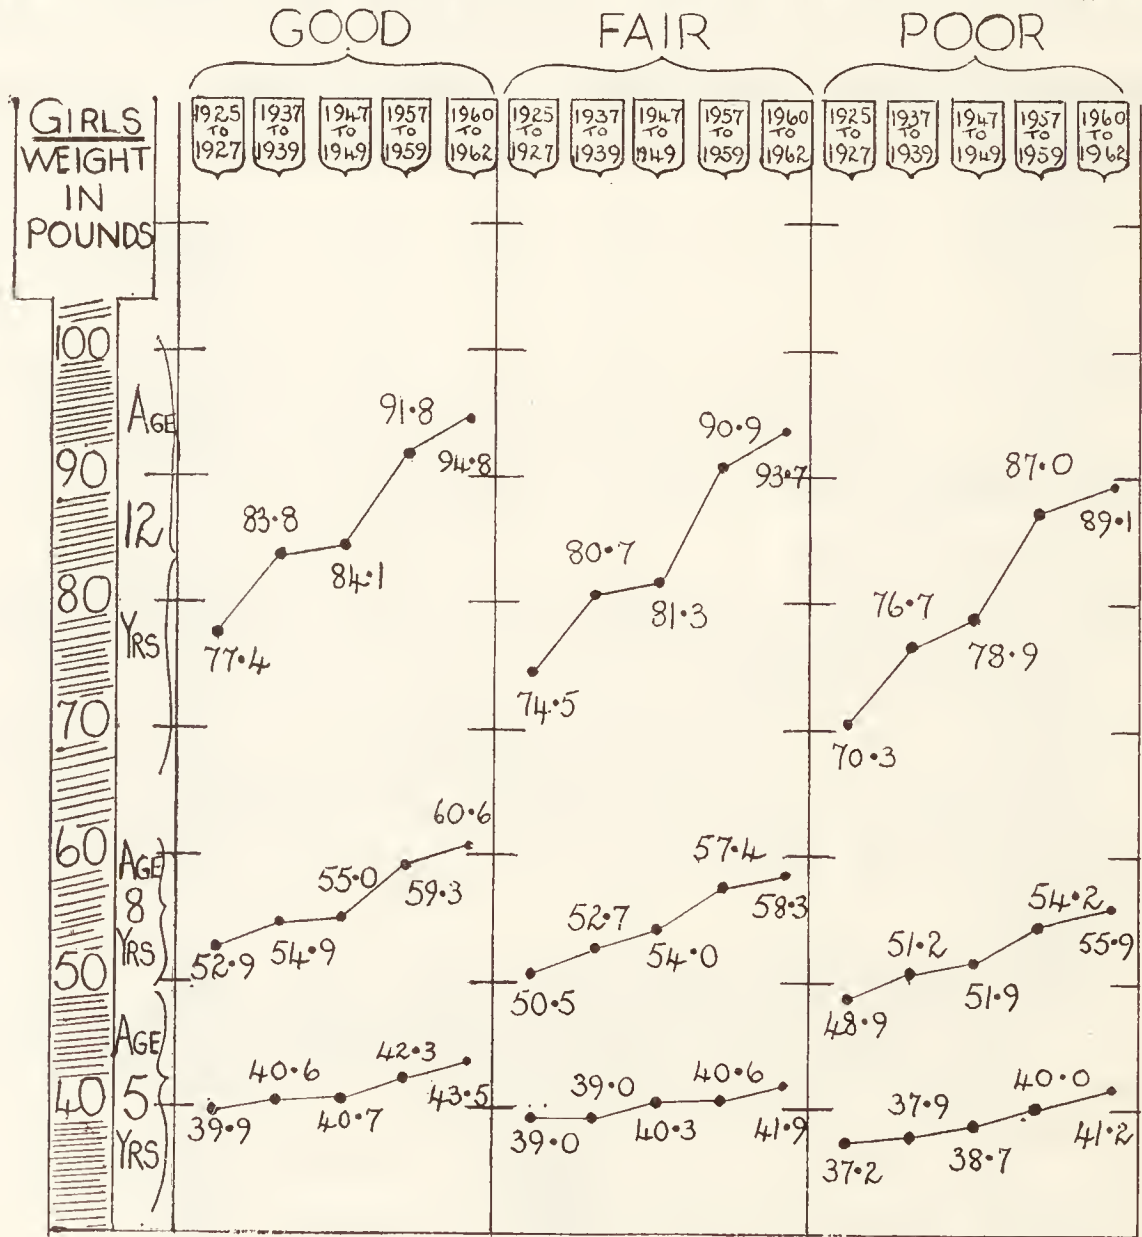 GOOD FAIR POOR
GIRLS
WEIGHT
IN
POUNDS
1925 TO 1927
1937 TO 1939
1947 TO 1949
1957 TO 1959
1960 TO 1962
1925 TO 1927
1937 TO 1939
1947 TO 1949
1957 TO 1959
1960 TO 1962
1925 TO 1927
1937 TO 1939
1947 TO 1949
1957 TO 1959
1960 TO 1962
100
90
80
70
60
50
40
AGE
12
YRS
AGE
8
YRS
AGE
5
YRS
77.4 83.8 84.1 91.8 94.8
52.9 54.9 55.0 59.3 60.6
39.9 40.6 40.7 42.3 43.5
74.5 80.7 81.3 90.9 93.7
50.5 52.7 54.0 57.4 58.3
39.0 39.0 40.3 40.6 41.9
70.3 76.7 78.9 87.0 89.1
48.9 51.2 51.9 54.2 55.9
37.2 37.9 38.7 40.0 41.2